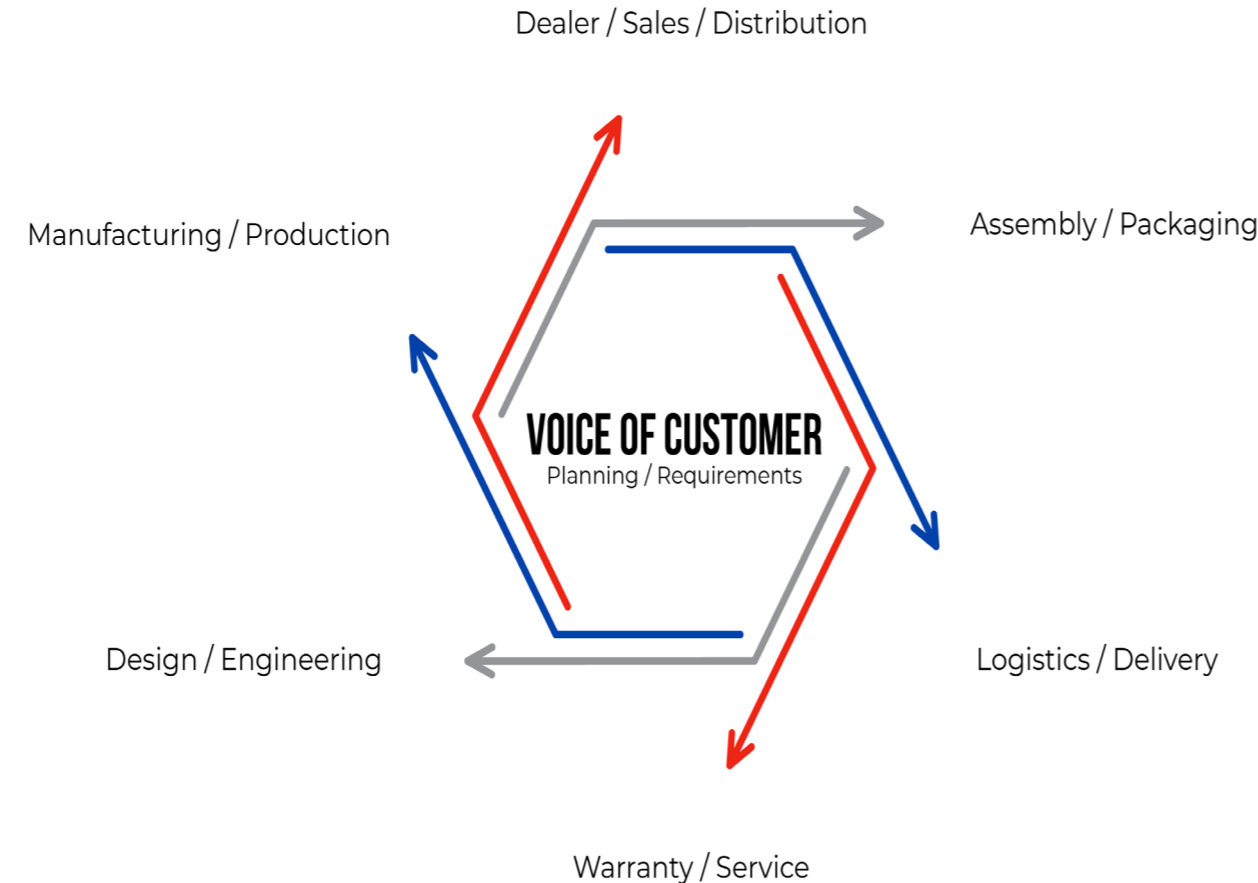 Dealer / Sales / Distribution
Manufacturing / Production
Assembly / Packaging
VOICE OF CUSTOMER
Planning / Requirements
Design / Engineering
Logistics / Delivery
Warranty / Service